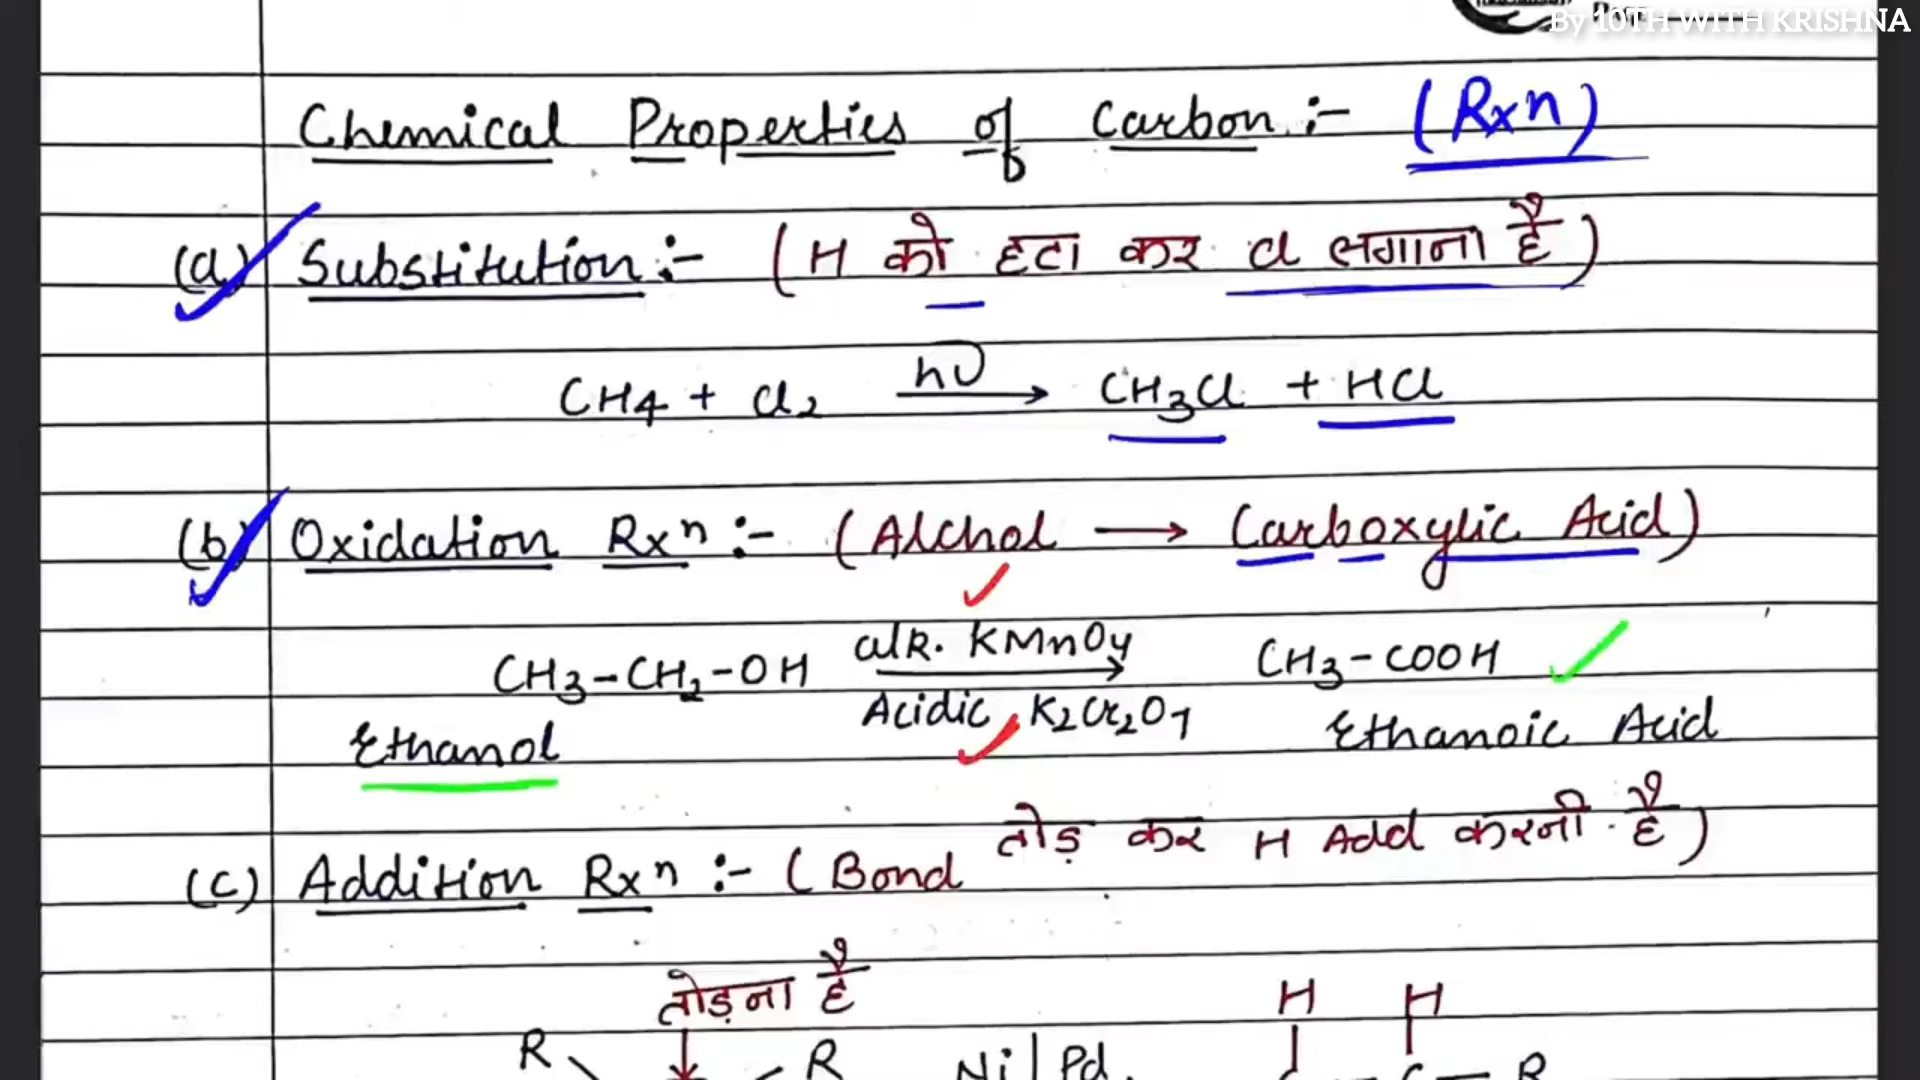 By 10TH WITH KRISHNA
Chemical Properties of Carbon :- (Rxn)
(a) Substitution :- (H को हटा कर Cl लगाना है)
CH4 + Cl2 hν → CH3Cl + HCl
(b) Oxidation Rxn :- (Alchol → Carboxylic Acid)
CH3-CH2-OH alk. KMnO4 → CH3-COOH
Ethanol Acidic K2Cr2O7 Ethanoic Acid
(c) Addition Rxn :- (Bond तोड़ कर H Add करनी है)
तोड़ना है H H
R R Ni/Pd. C C - R